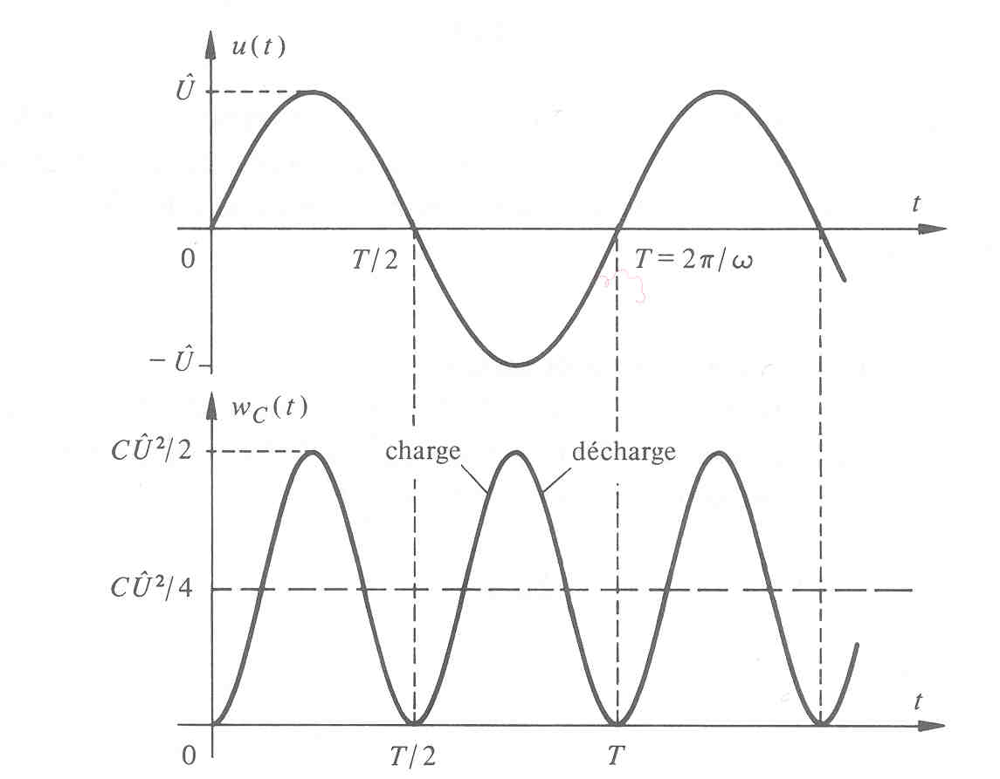 u(t)
Û
t
0
T/2
T = 2π/ω
- Û
w_C(t)
CÛ²/2
charge
décharge
CÛ²/4
t
0
T/2
T